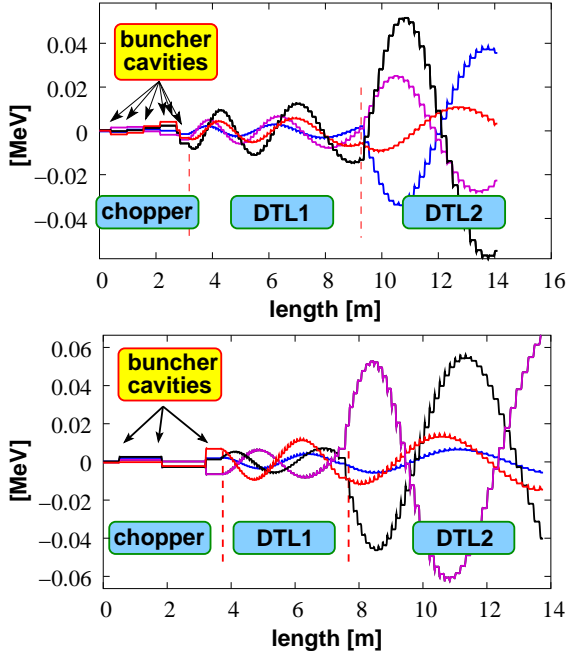 buncher
cavities
0.04
0.02
0
−0.02
−0.04
[MeV]
chopper
DTL1
DTL2
0
2
4
6
8
10
12
14
16
length [m]
buncher
cavities
0.06
0.04
0.02
0
−0.02
−0.04
−0.06
[MeV]
chopper
DTL1
DTL2
0
2
4
6
8
10
12
14
length [m]